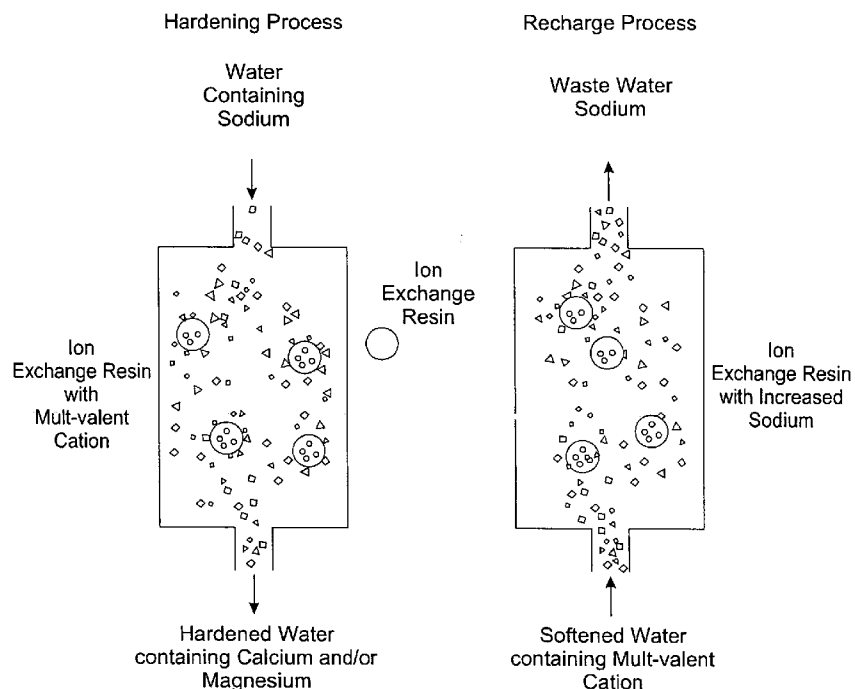 Hardening Process
Water
Containing
Sodium
Ion
Exchange Resin
with
Mult-valent
Cation
Hardened Water
containing Calcium and/or
Magnesium
Ion
Exchange
Resin
Recharge Process
Waste Water
Sodium
Ion
Exchange Resin
with Increased
Sodium
Softened Water
containing Mult-valent
Cation